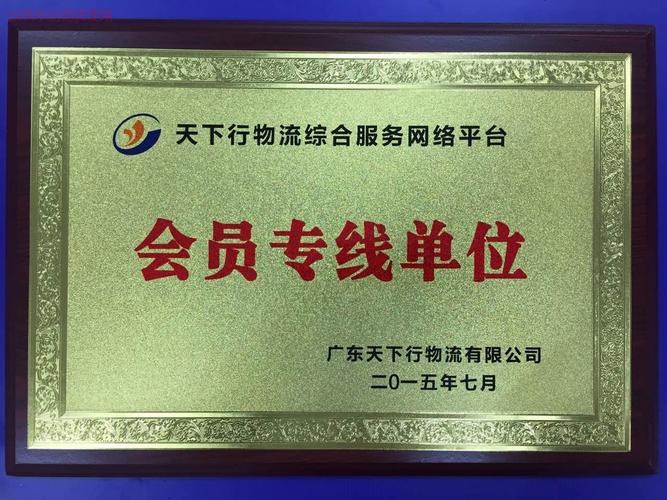 天下行物流综合服务网络平台
会员专线单位
广东天下行物流有限公司
二〇一五年七月